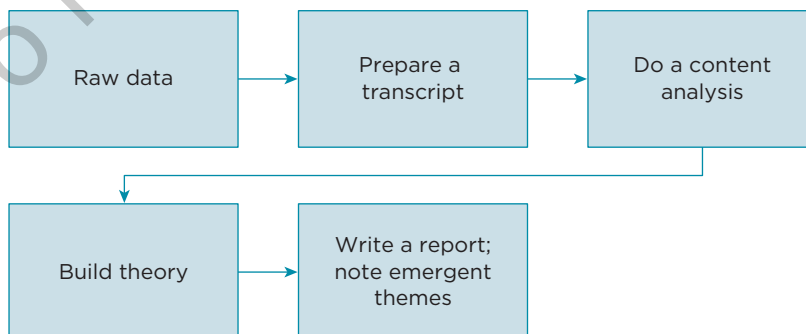 Raw data
Prepare a
transcript
Do a content
analysis
Build theory
Write a report;
note emergent
themes